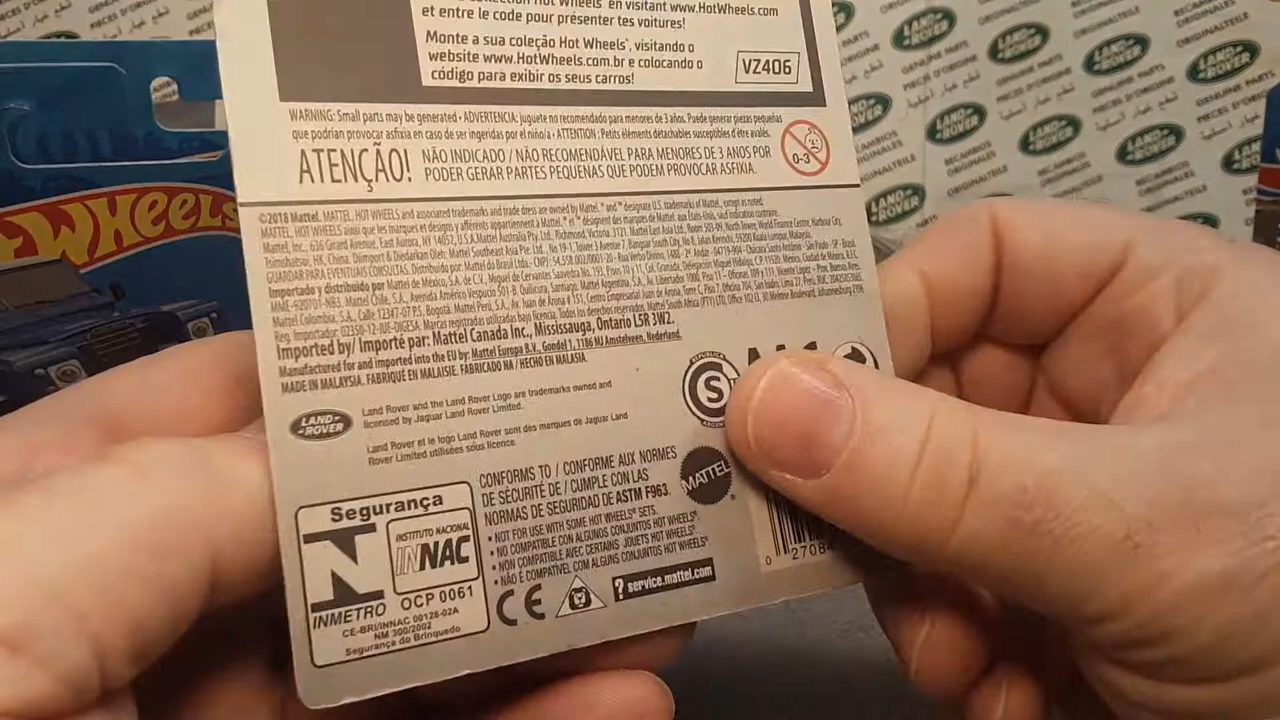 Hot Wheels en visitant www.HotWheels.com
et entre le code pour présenter tes voitures!
Monte a sua coleção Hot Wheels, visitando o
website www.HotWheels.com.br e colocando o
código para exibir os seus carros!
VZ406
WARNING: Small parts may be generated • ADVERTENCIA: juguete no recomendado para menores de 3 años. Puede generar piezas pequeñas
que podrían provocar asfixia en caso de ser ingeridas por el niño/a • ATTENTION : Petits éléments détachables susceptibles d'être avalés.
ATENÇÃO! NÃO INDICADO / NÃO RECOMENDÁVEL PARA MENORES DE 3 ANOS POR
PODER GERAR PARTES PEQUENAS QUE PODEM PROVOCAR ASFIXIA.
0-3
©2018 Mattel. MATTEL, HOT WHEELS and associated trademarks and trade dress are owned by Mattel. ® and ™ designate U.S. trademarks of Mattel, except as noted.
MATTEL, HOT WHEELS ainsi que les marques et designs y afférents appartiennent à Mattel. ® et ™ désignent des marques de Mattel aux États-Unis, sauf indication contraire.
Mattel, Inc., 636 Girard Avenue, East Aurora, NY 14052, U.S.A. Mattel Australia Pty. Ltd., Richmond, Victoria. 3121. Mattel East Asia Ltd., Room 503-09, North Tower, World Finance Centre, Harbour City,
Tsimshatsui, HK, China. Diimport & Diedarkan Oleh: Mattel Southeast Asia Pte. Ltd., No 19-1, Tower 3 Avenue 7, Bangsar South City, No 8, Jalan Kerinchi, 59200 Kuala Lumpur, Malaysia.
GUARDAR PARA EVENTUAIS CONSULTAS. Distribuído por: Mattel do Brasil Ltda. - CNPJ: 54.558.002/0001-20 - Rua Verbo Divino, 1488 - 2º Andar - 04719-904 - Chácara Santo Antônio - São Paulo - SP - Brasil.
Importado y distribuido por Mattel de México, S.A. de C.V., Miguel de Cervantes Saavedra No. 193, Pisos 10 y 11, Col. Granada, Delegación Miguel Hidalgo, C.P. 11520, México, Ciudad de México. R.F.C.
MME-920701-NB3. Mattel Chile, S.A., Avenida Américo Vespucio 501-B, Quilicura, Santiago. Mattel Argentina, S.A., Av. Libertador 1000, Piso 11 – Oficinas 109 y 111, Vicente López – Prov. Buenos Aires.
Mattel Colombia, S.A., Calle 123#7-07 P.5, Bogotá. Mattel Perú, S.A., Av. Juan de Arona # 151, Centro Empresarial Juan de Arona, Torre C, Piso 7, Oficina 704, San Isidro, Lima 27, Perú.
Reg. Importador: 02350-12-JUE-DIGESA. Marcas registradas utilizadas bajo licencia. Todos los derechos reservados. Mattel South Africa (PTY) LTD, Office 102
Imported by/ Importé par: Mattel Canada Inc., Mississauga, Ontario L5R 3W2.
Manufactured for and imported into the EU by: Mattel Europa B.V., Gondel 1, 1186 MJ Amstelveen, Nederland.
MADE IN MALAYSIA. FABRIQUÉ EN MALAISIE. FABRICADO NA / HECHO EN MALASIA.
LAND-ROVER
Land Rover and the Land Rover Logo are trademarks owned and
licensed by Jaguar Land Rover Limited.
Land Rover et le logo Land Rover sont des marques de Jaguar Land
Rover Limited utilisées sous licence.
REPUBLICA
S
MATTEL
CONFORMS TO / CONFORME AUX NORMES
DE SÉCURITÉ DE / CUMPLE CON LAS
NORMAS DE SEGURIDAD DE ASTM F963.
• NOT FOR USE WITH SOME HOT WHEELS® SETS.
• NO COMPATIBLE CON ALGUNOS CONJUNTOS HOT WHEELS®.
• NON COMPATIBLE AVEC CERTAINS JOUETS HOT WHEELS®.
• NÃO É COMPATÍVEL COM ALGUNS CONJUNTOS HOT WHEELS®
CE
? service.mattel.com
0 27084
Segurança
INSTITUTO NACIONAL
INNAC
INMETRO
OCP 0061
CE-BRI/INNAC 00128-02A
NM 300/2002
Segurança do Brinquedo
WHEELS
LAND-ROVER
GENUINE PARTS
PIÈCES D'ORIGINE
RECAMBIOS
ORIGINALES
ORIGINALTEILE